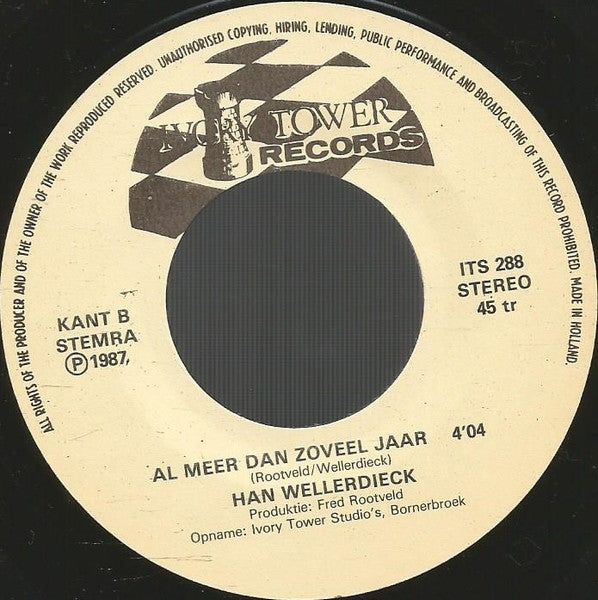 ALL RIGHTS OF THE PRODUCER AND OF THE OWNER OF THE WORK REPRODUCED RESERVED. UNAUTHORISED COPYING, HIRING, LENDING, PUBLIC PERFORMANCE AND BROADCASTING OF THIS RECORD PROHIBITED. MADE IN HOLLAND.
IVORY TOWER
RECORDS
KANT B
STEMRA
Ⓟ 1987,
ITS 288
STEREO
45 tr
AL MEER DAN ZOVEEL JAAR 4'04
(Rootveld/Wellerdieck)
HAN WELLERDIECK
Produktie: Fred Rootveld
Opname: Ivory Tower Studio's, Bornerbroek